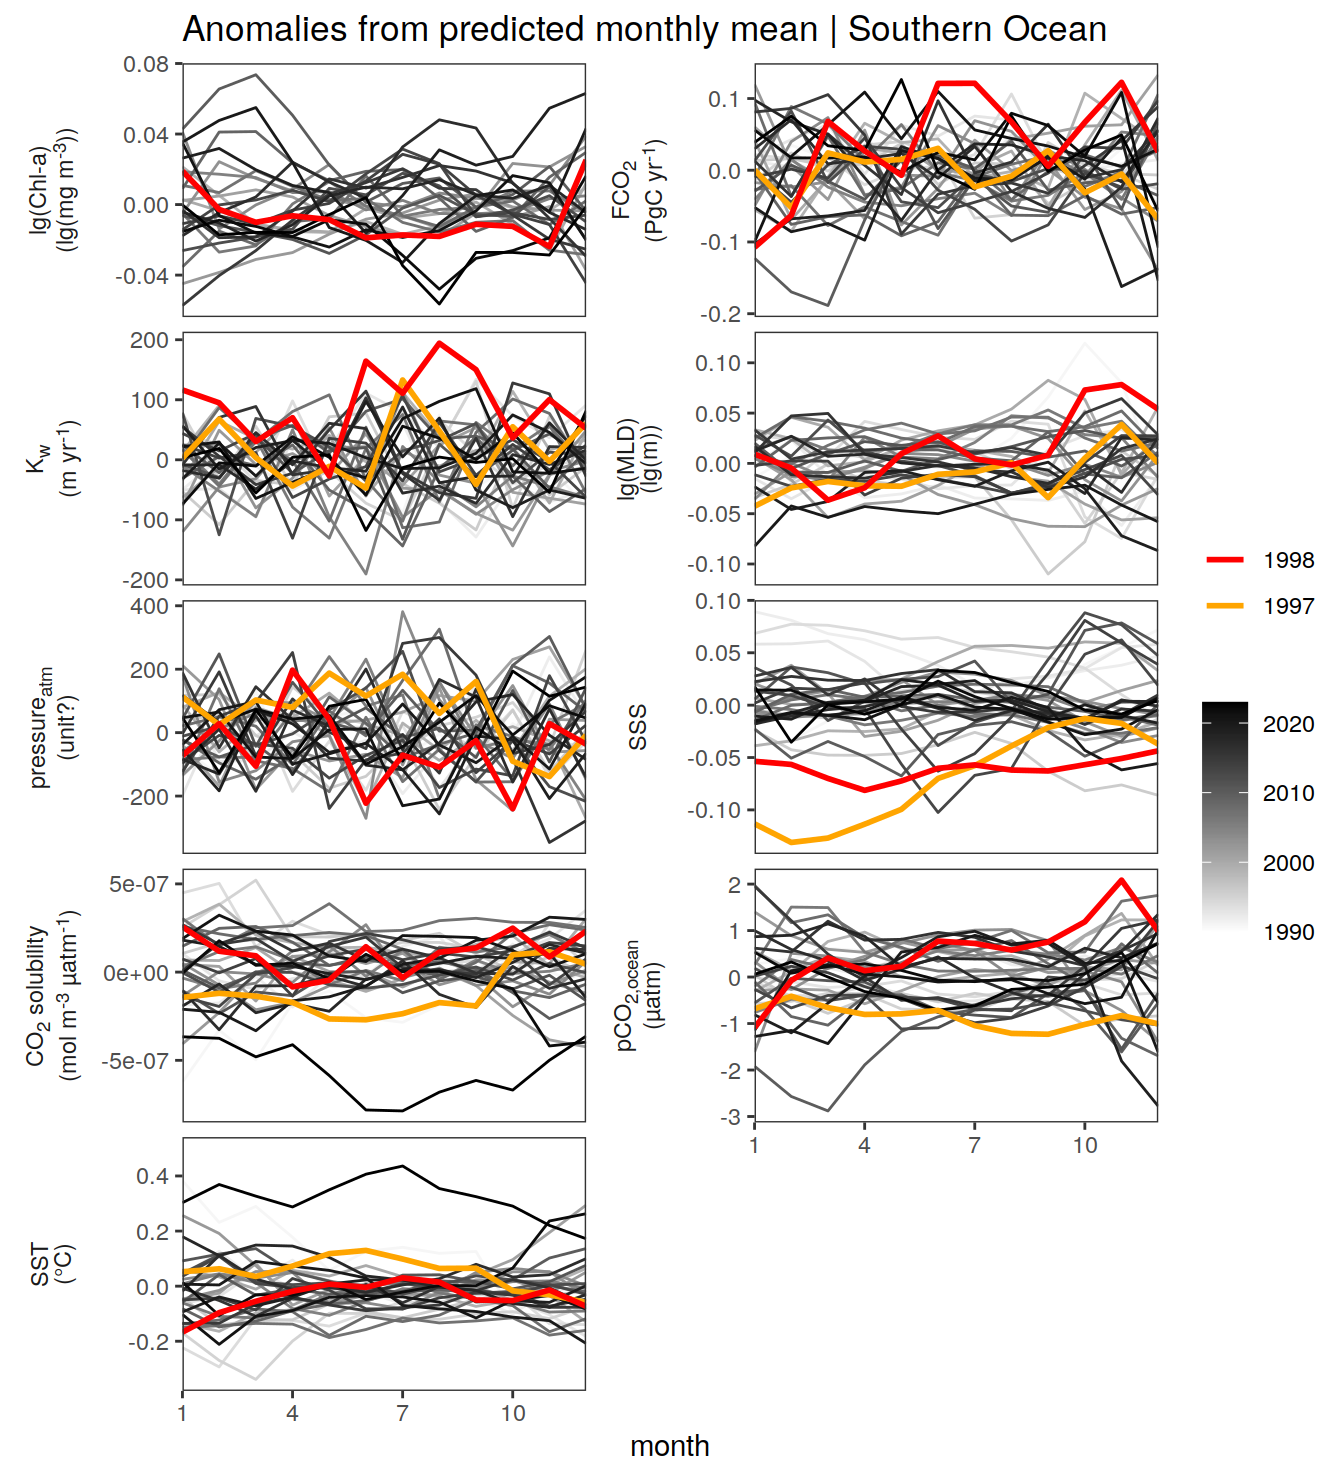 Anomalies from predicted monthly mean | Southern Ocean
lg(Chl-a)
(lg(mg m⁻³))
0.08
0.04
0.00
-0.04
FCO₂
(PgC yr⁻¹)
0.1
0.0
-0.1
-0.2
K_w
(m yr⁻¹)
200
100
0
-100
-200
lg(MLD)
(lg(m))
0.10
0.05
0.00
-0.05
-0.10
pressure_atm
(unit?)
400
200
0
-200
SSS
0.10
0.05
0.00
-0.05
-0.10
CO₂ solubility
(mol m⁻³ µatm⁻¹)
5e-07
0e+00
-5e-07
pCO₂,ocean
(µatm)
2
1
0
-1
-2
-3
1 4 7 10
SST
(°C)
0.4
0.2
0.0
-0.2
1 4 7 10
month
1998
1997
2020
2010
2000
1990